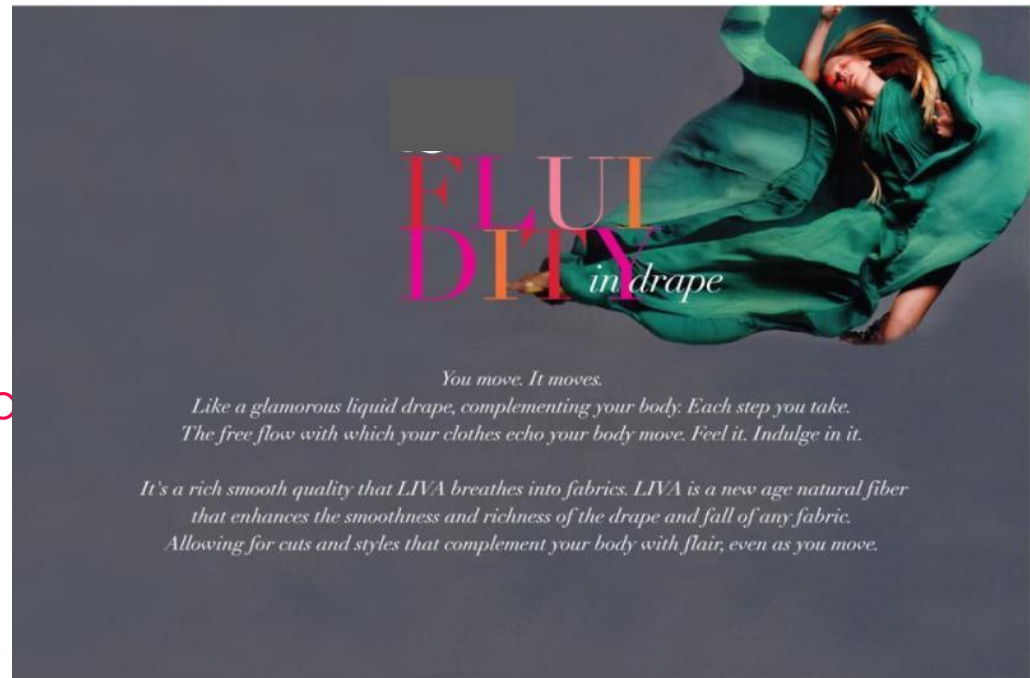 FLUI
DITY
in drape
You move. It moves.
Like a glamorous liquid drape, complementing your body. Each step you take.
The free flow with which your clothes echo your body move. Feel it. Indulge in it.
It's a rich smooth quality that LIVA breathes into fabrics. LIVA is a new age natural fiber
that enhances the smoothness and richness of the drape and fall of any fabric.
Allowing for cuts and styles that complement your body with flair, even as you move.